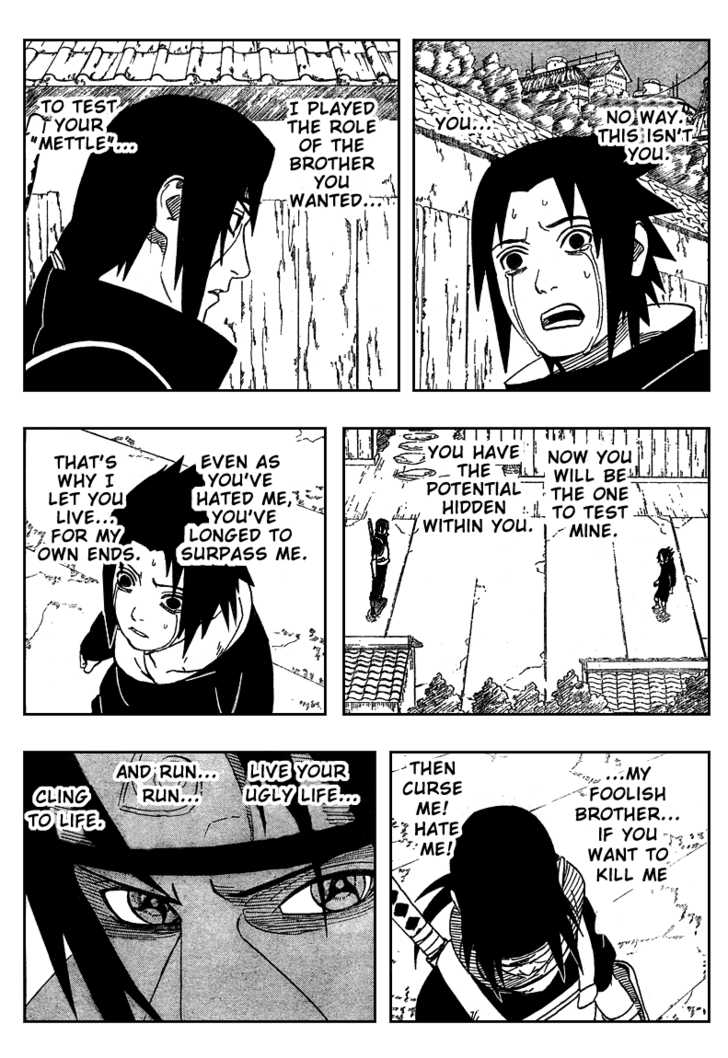 NO WAY.
THIS ISN'T
YOU.
YOU...
I PLAYED
THE ROLE
OF THE
BROTHER
YOU
WANTED...
TO TEST
YOUR
"METTLE"...
NOW YOU
WILL BE
THE ONE
TO TEST
MINE.
YOU HAVE
THE
POTENTIAL
HIDDEN
WITHIN YOU.
EVEN AS
YOU'VE
HATED ME,
YOU'VE
LONGED TO
SURPASS ME.
THAT'S
WHY I
LET YOU
LIVE...
FOR MY
OWN ENDS.
...MY
FOOLISH
BROTHER...
IF YOU
WANT TO
KILL ME
THEN
CURSE
ME!
HATE
ME!
LIVE YOUR
UGLY LIFE...
AND RUN...
RUN...
CLING
TO LIFE.